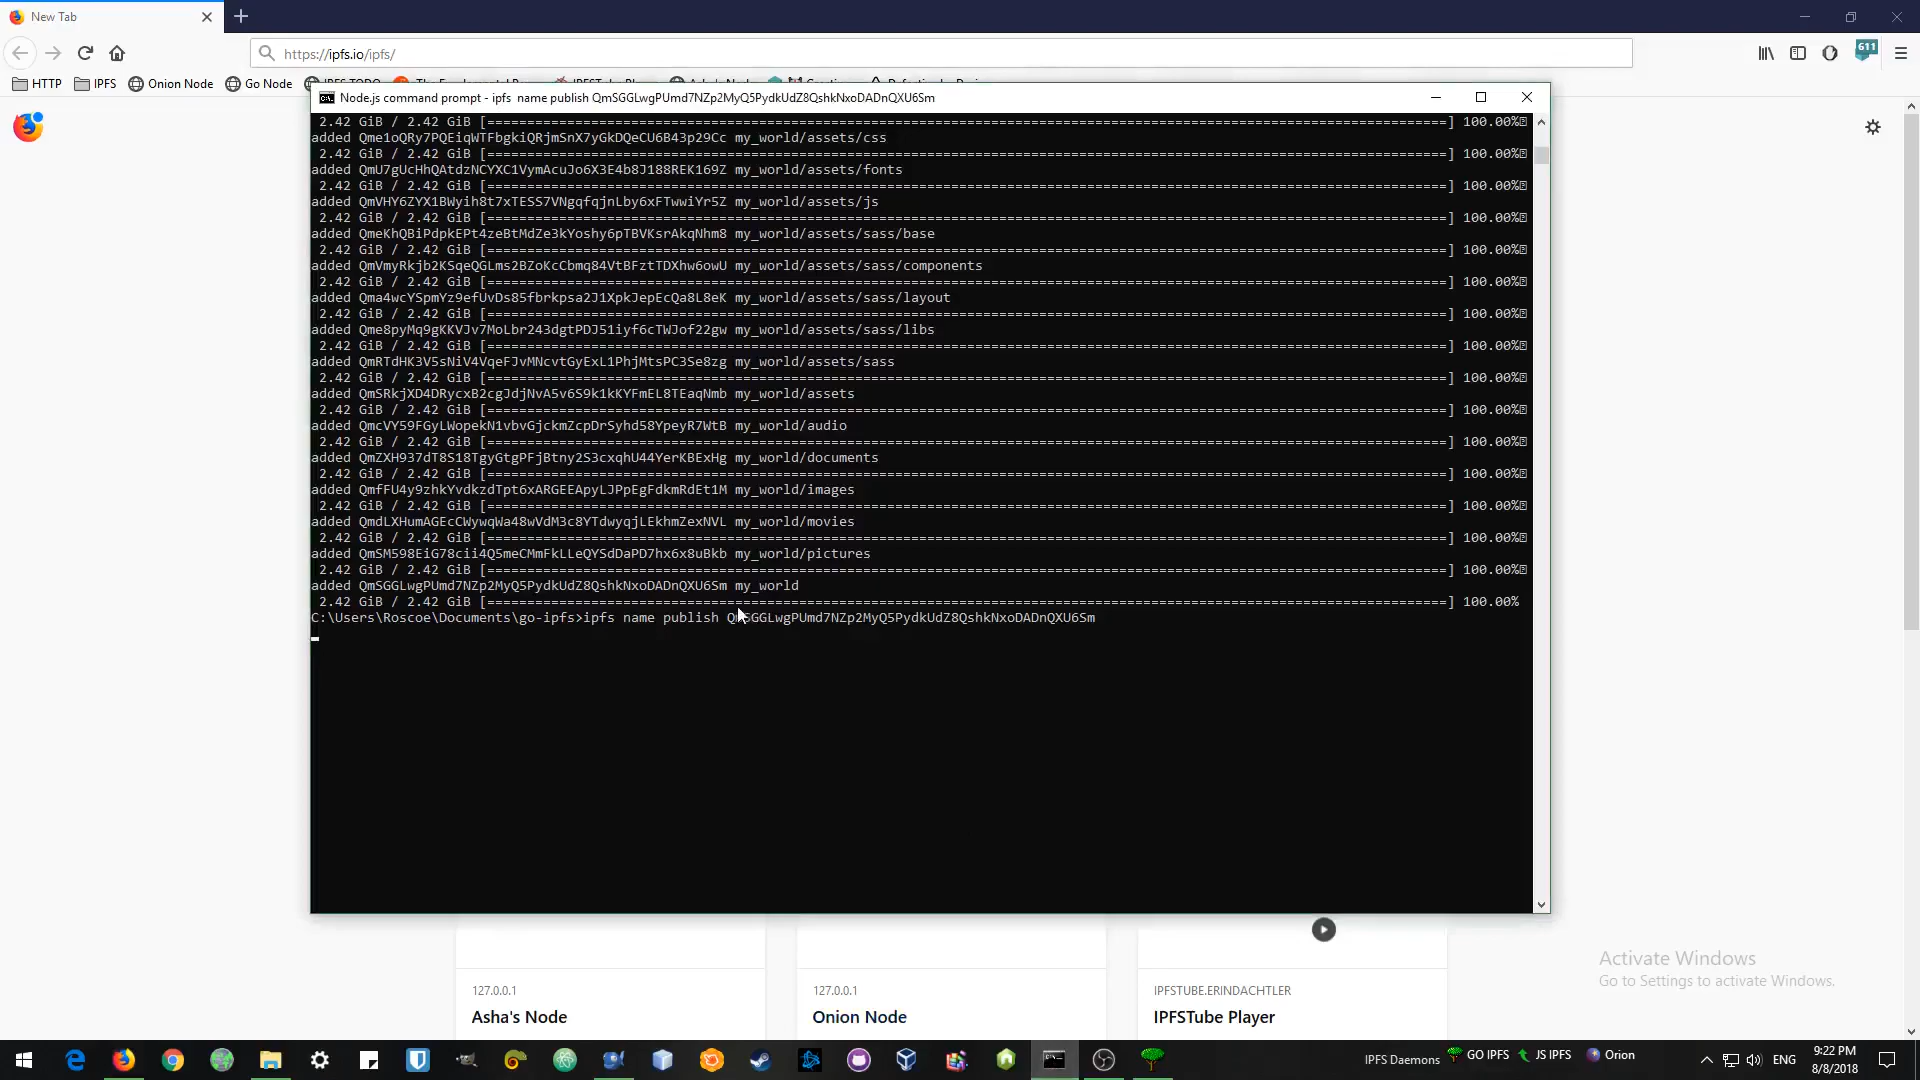 New Tab
https://ipfs.io/ipfs/
611
HTTP IPFS Onion Node Go Node
Node.js command prompt - ipfs name publish QmSGGLwgPUmd7NZp2MyQ5PydkUdZ8QshkNxoDADnQXU6Sm
2.42 GiB / 2.42 GiB [========================================================================================================================] 100.00%
added Qme1oQRy7PQEiqWTFbgkiQRjmSnX7yGkDQeCU6B43p29Cc my_world/assets/css
2.42 GiB / 2.42 GiB [========================================================================================================================] 100.00%
added QmU7gUcHhQAtdzNCYXC1VymAcuJo6X3E4b8J188REK169Z my_world/assets/fonts
2.42 GiB / 2.42 GiB [========================================================================================================================] 100.00%
added QmVHY6ZYX1BWyih8t7xTESS7VNgqfqjnLby6xFTwwiYr5Z my_world/assets/js
2.42 GiB / 2.42 GiB [========================================================================================================================] 100.00%
added QmeKhQBiPdpkEPt4zeBtMdZe3kYoshy6pTBVKsrAkqNhm8 my_world/assets/sass/base
2.42 GiB / 2.42 GiB [========================================================================================================================] 100.00%
added QmVmyRkjb2KSqeQGLms2BZoKcCbmq84VtBFztTDXhw6owU my_world/assets/sass/components
2.42 GiB / 2.42 GiB [========================================================================================================================] 100.00%
added Qma4wcYSpmYz9efUvDs85fbrkpsa2J1XpkJepEcQa8L8eK my_world/assets/sass/layout
2.42 GiB / 2.42 GiB [========================================================================================================================] 100.00%
added Qme8pyMq9gKKVJv7MoLbr243dgtPDJ51iyf6cTWJof22gw my_world/assets/sass/libs
2.42 GiB / 2.42 GiB [========================================================================================================================] 100.00%
added QmRTdHK3V5sNiV4VqeFJvMNcvtGyExL1PhjMtsPC3Se8zg my_world/assets/sass
2.42 GiB / 2.42 GiB [========================================================================================================================] 100.00%
added QmSRkjXD4DRycxB2cgJdjNvA5v6S9k1kKYFmEL8TEaqNmb my_world/assets
2.42 GiB / 2.42 GiB [========================================================================================================================] 100.00%
added QmcVY59FGyLWopekN1vbvGjckmZcpDrSyhd58YpeyR7WtB my_world/audio
2.42 GiB / 2.42 GiB [========================================================================================================================] 100.00%
added QmZXH937dT8S18TgyGtgPFjBtny2S3cxqhU44YerKBExHg my_world/documents
2.42 GiB / 2.42 GiB [========================================================================================================================] 100.00%
added QmfFU4y9zhkYvdkzdTpt6xARGEEApyLJPpEgFdkmRdEt1M my_world/images
2.42 GiB / 2.42 GiB [========================================================================================================================] 100.00%
added QmdLXHumAGEcCWywqWa48wVdM3c8YTdwyqjLEkhmZexNVL my_world/movies
2.42 GiB / 2.42 GiB [========================================================================================================================] 100.00%
added QmSM598EiG78cii4Q5meCMmFkLLeQYSdDaPD7hx6x8uBkb my_world/pictures
2.42 GiB / 2.42 GiB [========================================================================================================================] 100.00%
added QmSGGLwgPUmd7NZp2MyQ5PydkUdZ8QshkNxoDADnQXU6Sm my_world
2.42 GiB / 2.42 GiB [========================================================================================================================] 100.00%
C:\Users\Roscoe\Documents\go-ipfs>ipfs name publish QmSGGLwgPUmd7NZp2MyQ5PydkUdZ8QshkNxoDADnQXU6Sm
Activate Windows
Go to Settings to activate Windows.
127.0.0.1
Asha's Node
127.0.0.1
Onion Node
IPFSTUBE.ERINDACHTLER
IPFSTube Player
IPFS Daemons GO IPFS JS IPFS Orion
ENG
9:22 PM
8/8/2018